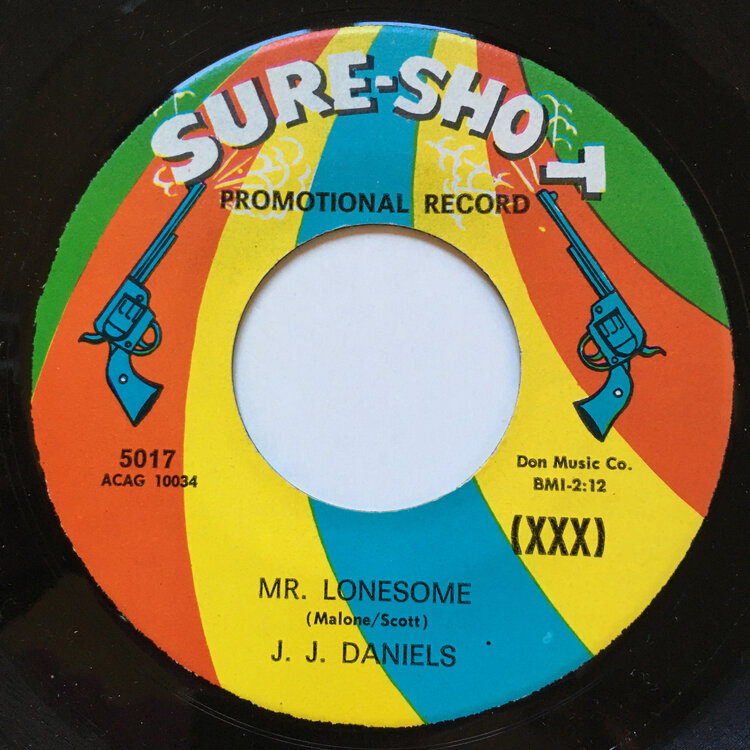 SURE-SHOT
PROMOTIONAL RECORD
5017
ACAG 10034
Don Music Co.
BMI-2:12
(XXX)
MR. LONESOME
(Malone/Scott)
J. J. DANIELS